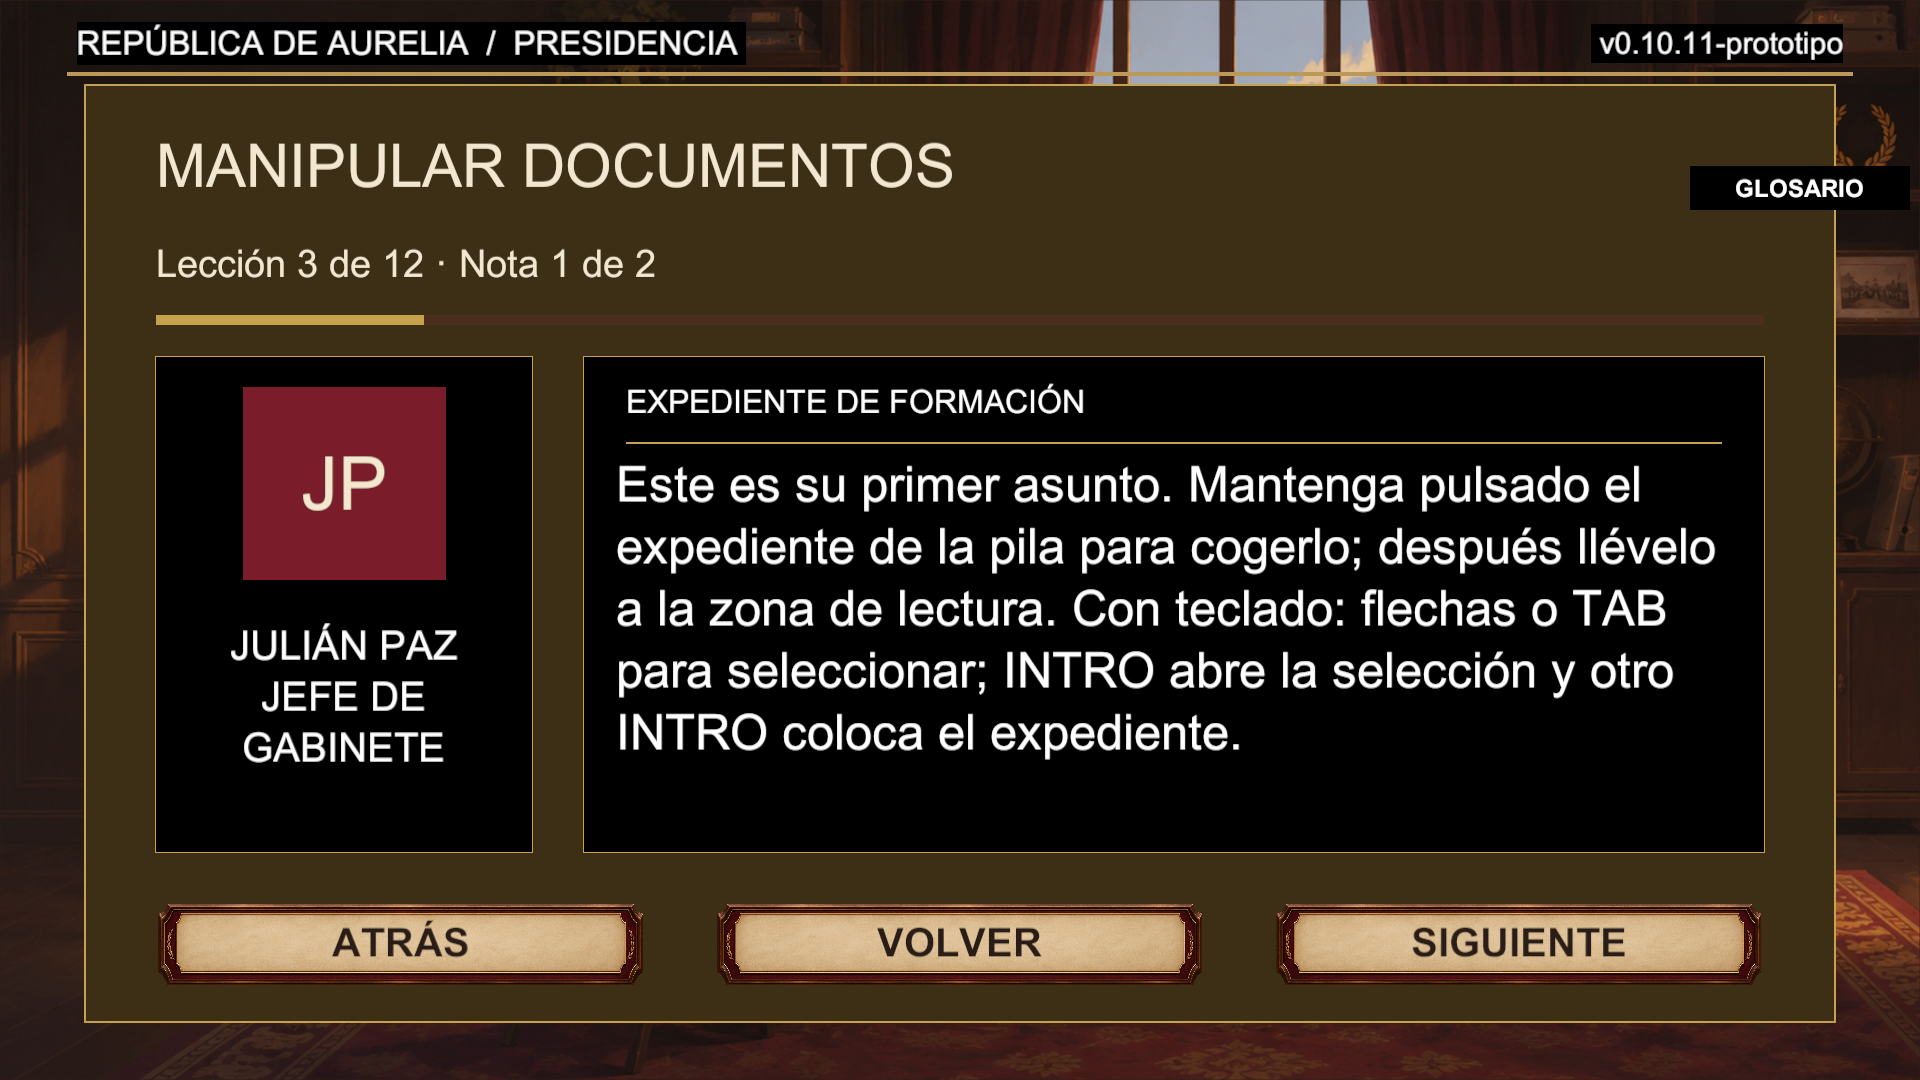 REPÚBLICA DE AURELIA / PRESIDENCIA
v0.10.11-prototipo
MANIPULAR DOCUMENTOS
GLOSARIO
Lección 3 de 12 · Nota 1 de 2
JP
JULIÁN PAZ
JEFE DE
GABINETE
EXPEDIENTE DE FORMACIÓN
Este es su primer asunto. Mantenga pulsado el
expediente de la pila para cogerlo; después llévelo
a la zona de lectura. Con teclado: flechas o TAB
para seleccionar; INTRO abre la selección y otro
INTRO coloca el expediente.
ATRÁS
VOLVER
SIGUIENTE